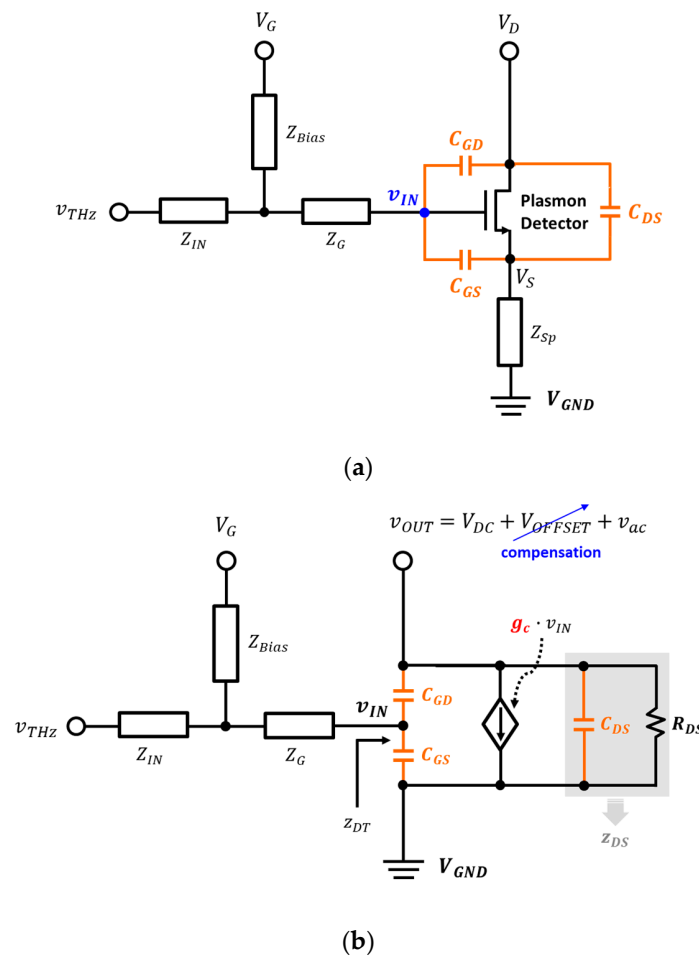 V_G
V_D
Z_Bias
C_GD
v_THz
v_IN
Plasmon
Detector
C_DS
Z_IN
Z_G
C_GS
V_S
Z_Sp
V_GND
(a)
v_OUT = V_DC + V_OFFSET + v_ac
compensation
V_G
g_c · v_IN
Z_Bias
v_IN
C_GD
v_THz
C_DS
R_DS
Z_IN
Z_G
C_GS
z_DT
z_DS
V_GND
(b)